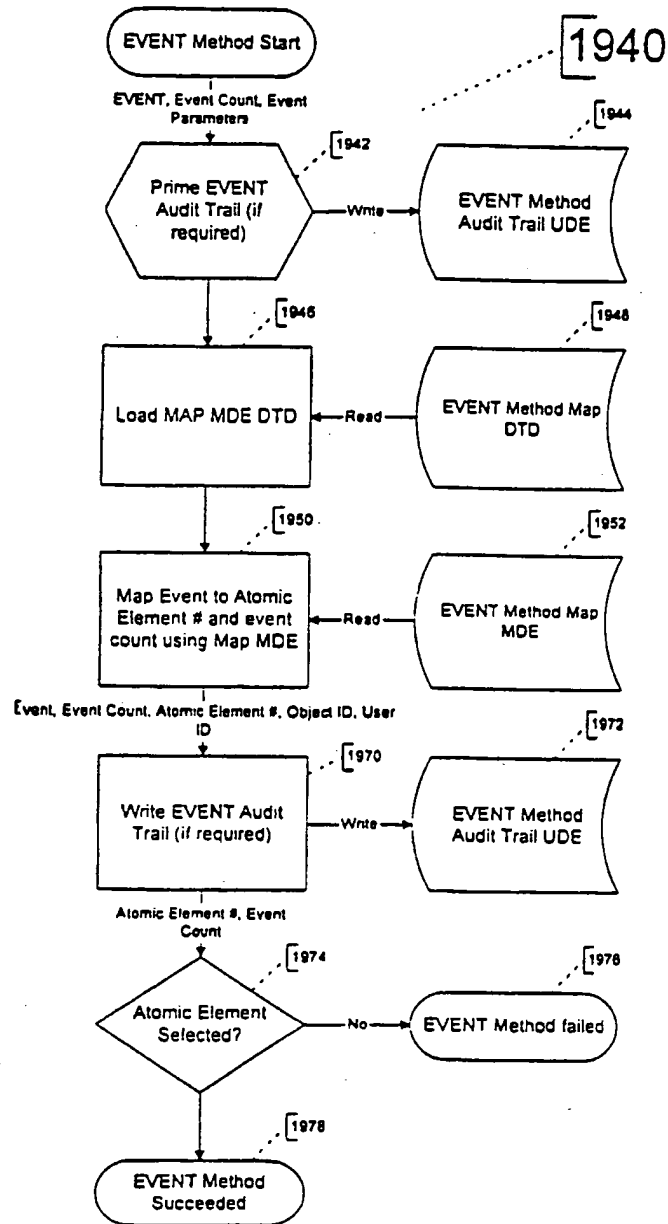 EVENT Method Start
1940
EVENT, Event Count, Event
Parameters
1942
1944
Prime EVENT
Audit Trail (if
required)
Write
EVENT Method
Audit Trail UDE
1946
1948
Load MAP MDE DTD
Read
EVENT Method Map
DTD
1950
1952
Map Event to Atomic
Element # and event
count using Map MDE
Read
EVENT Method Map
MDE
Event, Event Count, Atomic Element #, Object ID, User
ID
1970
1972
Write EVENT Audit
Trail (if required)
Write
EVENT Method
Audit Trail UDE
Atomic Element #, Event
Count
1974
1976
Atomic Element
Selected?
No
EVENT Method failed
1978
EVENT Method
Succeeded